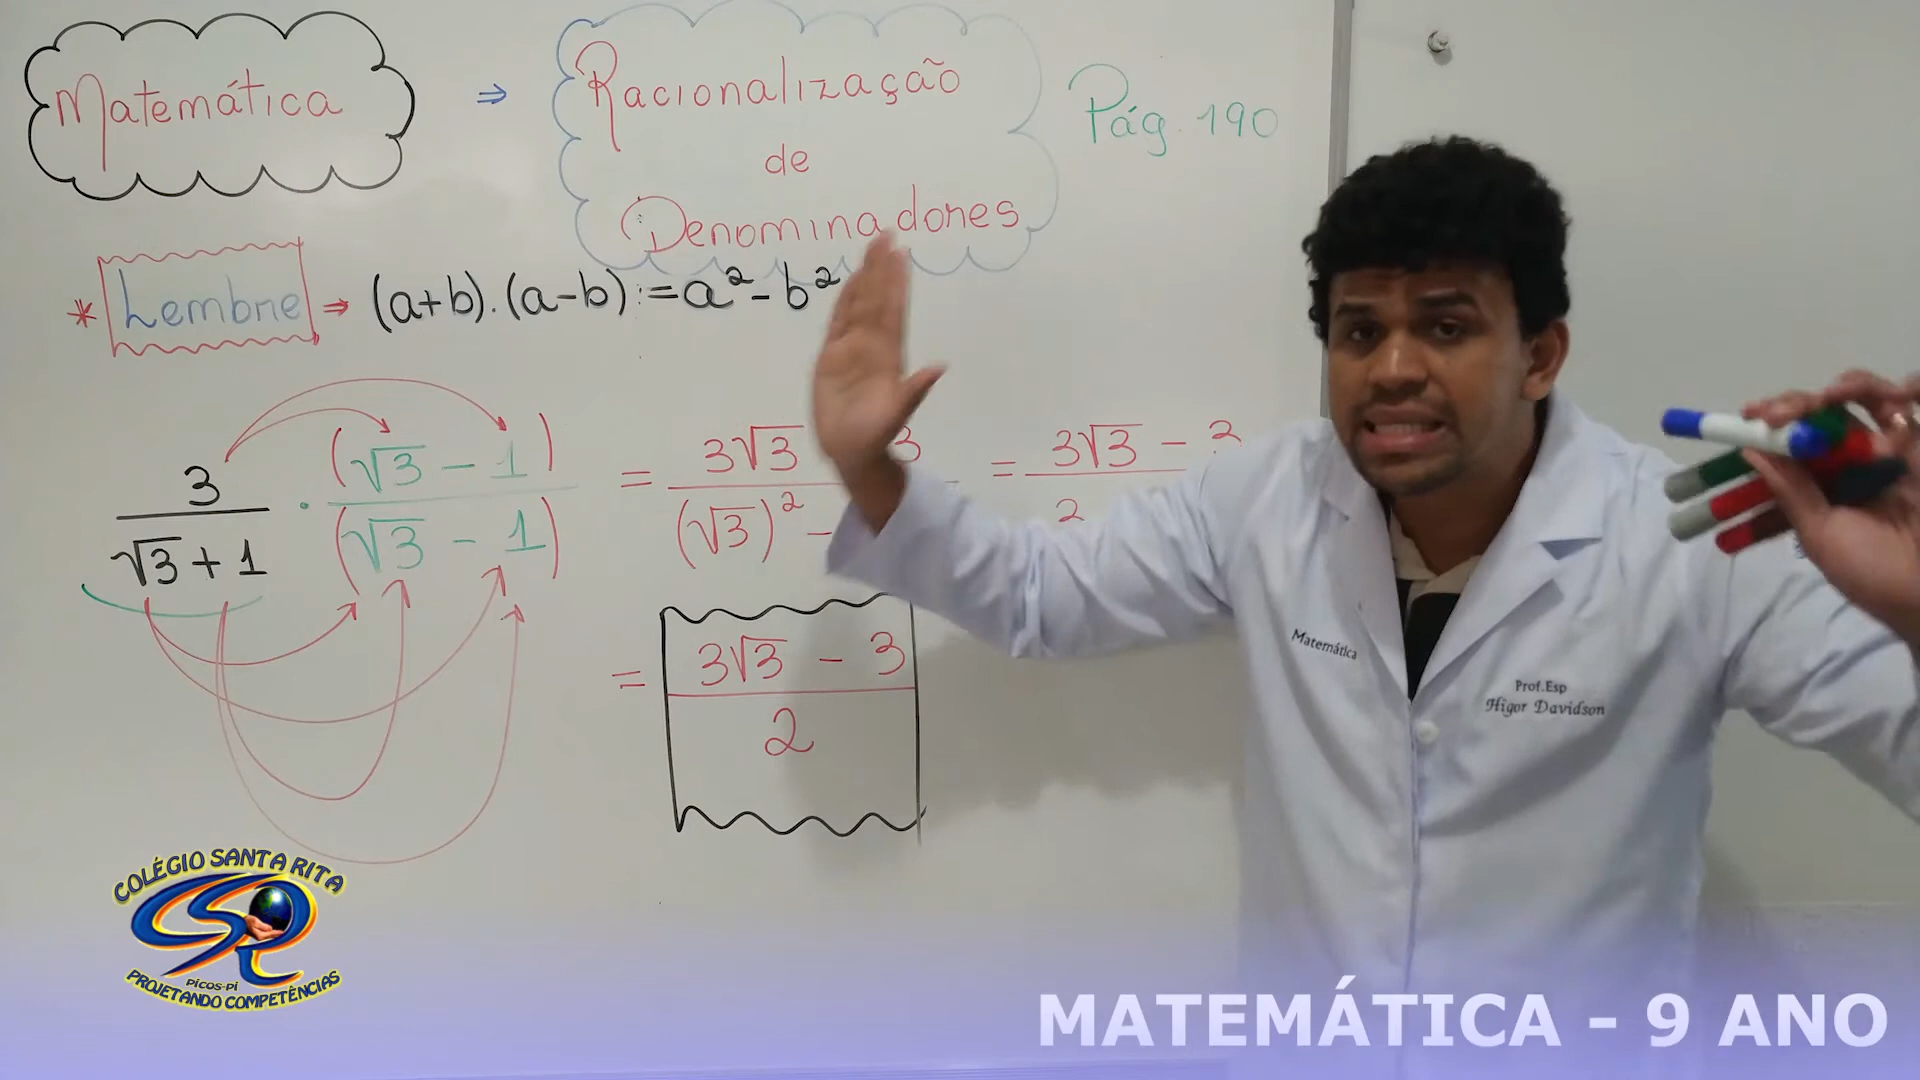 Matemática ⇒ Racionalização
de
Denominadores
Pág. 190
* Lembre ⇒ (a+b).(a-b) = a² - b²
3 / (√3 + 1) · (√3 - 1) / (√3 - 1) = 3√3 3 / (√3)² - = 3√3 - 3 / 2
= 3√3 - 3 / 2
Matemática
Prof.Esp
Higor Davidson
COLÉGIO SANTA RITA
PICOS-PI
PROJETANDO COMPETÊNCIAS
MATEMÁTICA - 9 ANO